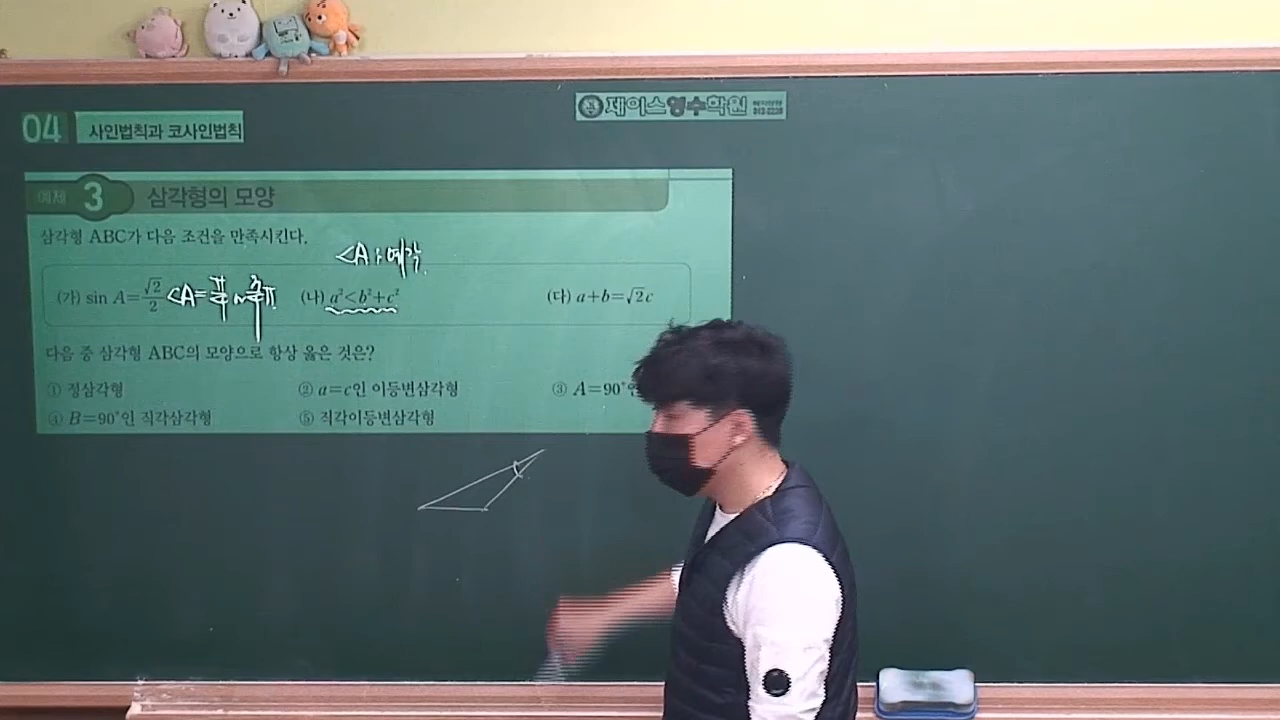 제이스영수학원
04 사인법칙과 코사인법칙
예제 3 삼각형의 모양
삼각형 ABC가 다음 조건을 만족시킨다.
<A : 예각.
(가) sin A=√2/2 <A=π/4 (나) a²<b²+c² (다) a+b=√2c
다음 중 삼각형 ABC의 모양으로 항상 옳은 것은?
① 정삼각형 ② a=c인 이등변삼각형 ③ A=90°
④ B=90°인 직각삼각형 ⑤ 직각이등변삼각형